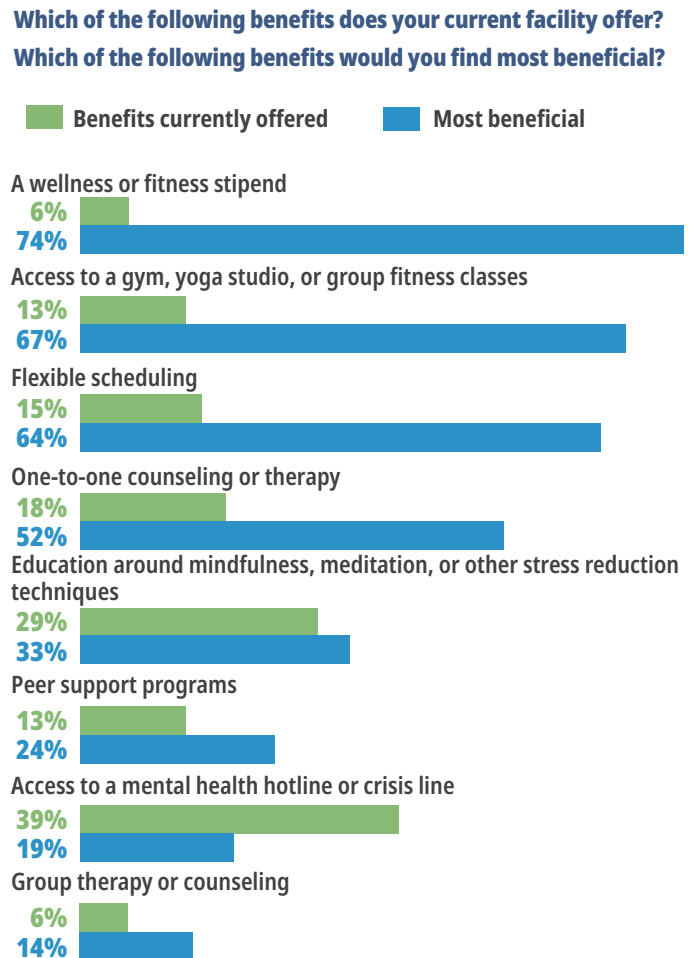 Which of the following benefits does your current facility offer?
Which of the following benefits would you find most beneficial?
Benefits currently offered
Most beneficial
A wellness or fitness stipend
6%
74%
Access to a gym, yoga studio, or group fitness classes
13%
67%
Flexible scheduling
15%
64%
One-to-one counseling or therapy
18%
52%
Education around mindfulness, meditation, or other stress reduction
techniques
29%
33%
Peer support programs
13%
24%
Access to a mental health hotline or crisis line
39%
19%
Group therapy or counseling
6%
14%